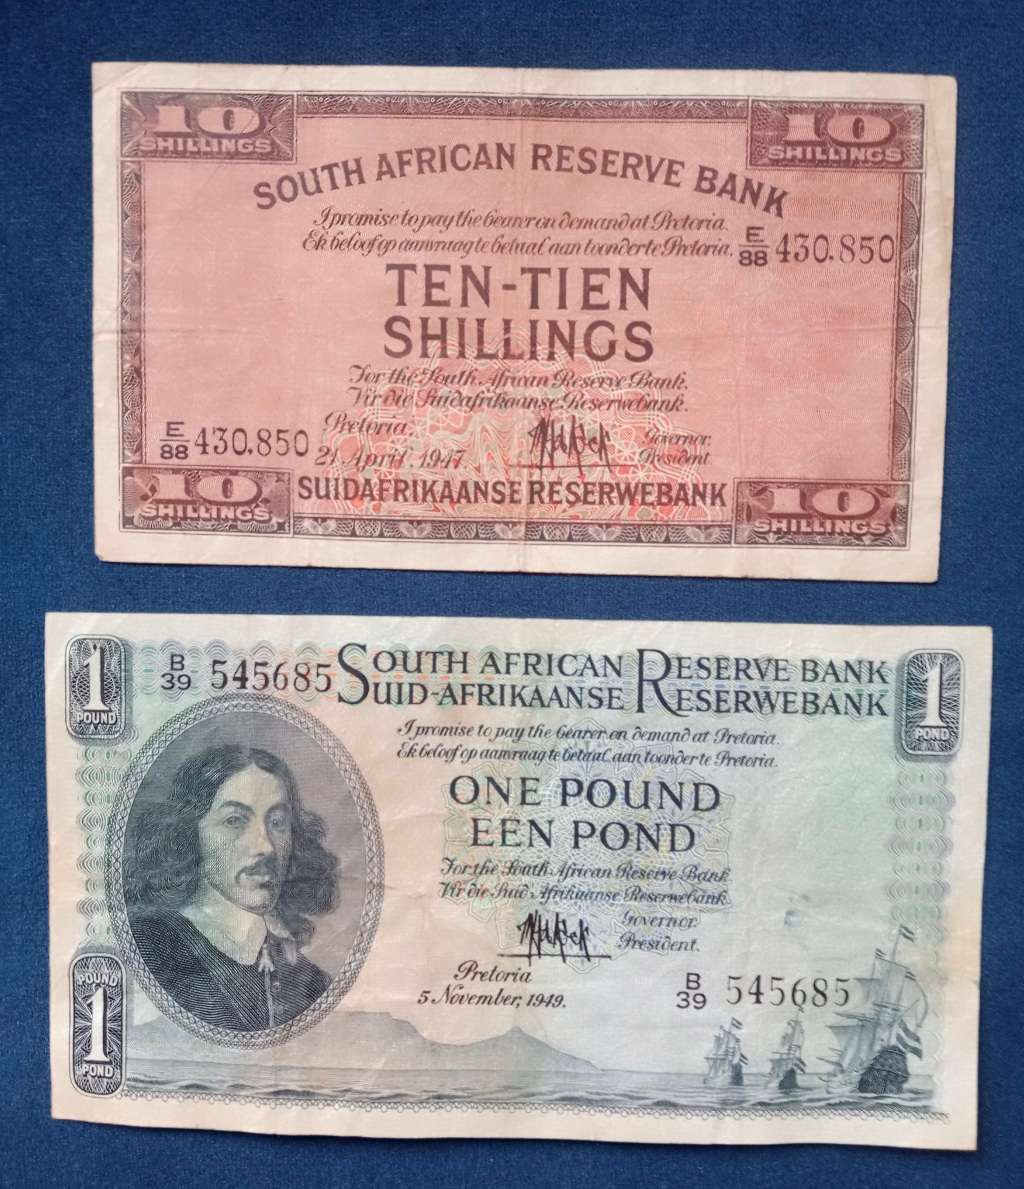 10 SHILLINGS
10 SHILLINGS
SOUTH AFRICAN RESERVE BANK
I promise to pay the bearer on demand at Pretoria.
Ek beloof op aanvraag te betaal aan toonder te Pretoria.
E/88 430.850
TEN-TIEN
SHILLINGS
For the South African Reserve Bank.
Vir die Suidafrikaanse Reserwebank.
E/88 430.850
Pretoria.
21 April, 1947
Governor.
President
10 SHILLINGS
SUIDAFRIKAANSE RESERWEBANK
10 SHILLINGS
1 POUND
B/39 545685
SOUTH AFRICAN RESERVE BANK
SUID-AFRIKAANSE RESERWEBANK
1 POND
I promise to pay the bearer on demand at Pretoria.
Ek beloof op aanvraag te betaal aan toonder te Pretoria.
ONE POUND
EEN POND
For the South African Reserve Bank
Vir die Suid-Afrikaanse Reserwebank
Governor.
President.
Pretoria
5 November, 1949.
B/39 545685
POUND
1
POND